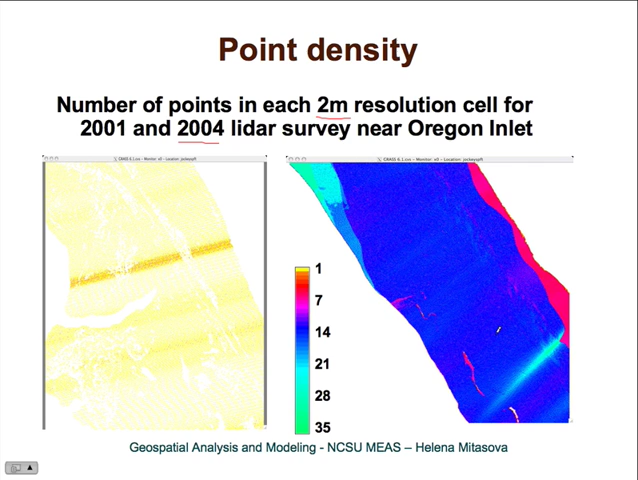 Point density
Number of points in each 2m resolution cell for
2001 and 2004 lidar survey near Oregon Inlet
1
7
14
21
28
35
Geospatial Analysis and Modeling - NCSU MEAS – Helena Mitasova